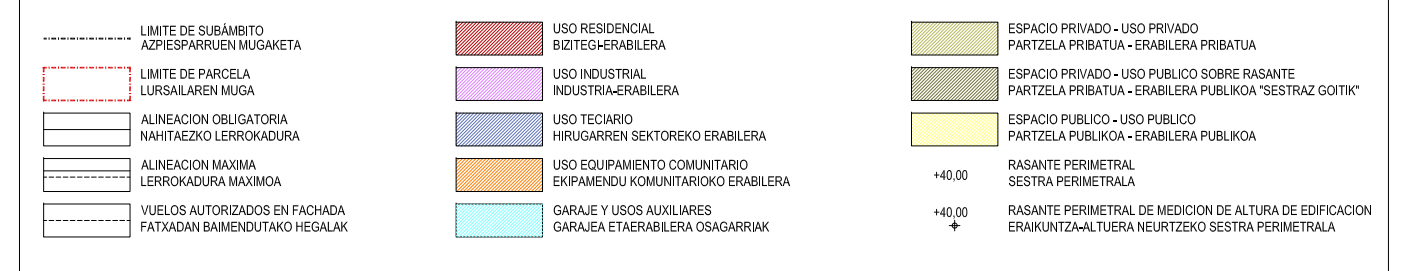 LIMITE DE SUBÁMBITO
AZPIESPARRUEN MUGAKETA
LIMITE DE PARCELA
LURSAILAREN MUGA
ALINEACION OBLIGATORIA
NAHITAEZKO LERROKADURA
ALINEACION MAXIMA
LERROKADURA MAXIMOA
VUELOS AUTORIZADOS EN FACHADA
FATXADAN BAIMENDUTAKO HEGALAK
USO RESIDENCIAL
BIZITEGI-ERABILERA
USO INDUSTRIAL
INDUSTRIA-ERABILERA
USO TECIARIO
HIRUGARREN SEKTOREKO ERABILERA
USO EQUIPAMIENTO COMUNITARIO
EKIPAMENDU KOMUNITARIOKO ERABILERA
GARAJE Y USOS AUXILIARES
GARAJEA ETAERABILERA OSAGARRIAK
ESPACIO PRIVADO - USO PRIVADO
PARTZELA PRIBATUA - ERABILERA PRIBATUA
ESPACIO PRIVADO - USO PUBLICO SOBRE RASANTE
PARTZELA PRIBATUA - ERABILERA PUBLIKOA "SESTRAZ GOITIK"
ESPACIO PUBLICO - USO PUBLICO
PARTZELA PUBLIKOA - ERABILERA PUBLIKOA
+40,00
RASANTE PERIMETRAL
SESTRA PERIMETRALA
+40,00
RASANTE PERIMETRAL DE MEDICION DE ALTURA DE EDIFICACION
ERAIKUNTZA-ALTUERA NEURTZEKO SESTRA PERIMETRALA